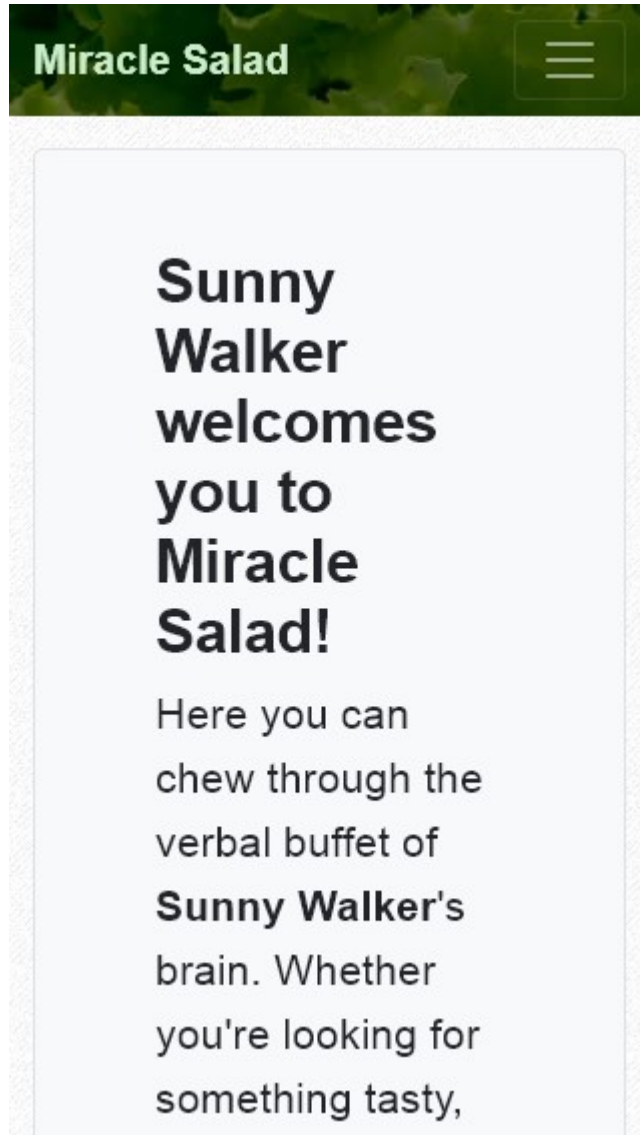 Miracle Salad
Sunny
Walker
welcomes
you to
Miracle
Salad!
Here you can
chew through the
verbal buffet of
Sunny Walker's
brain. Whether
you're looking for
something tasty,